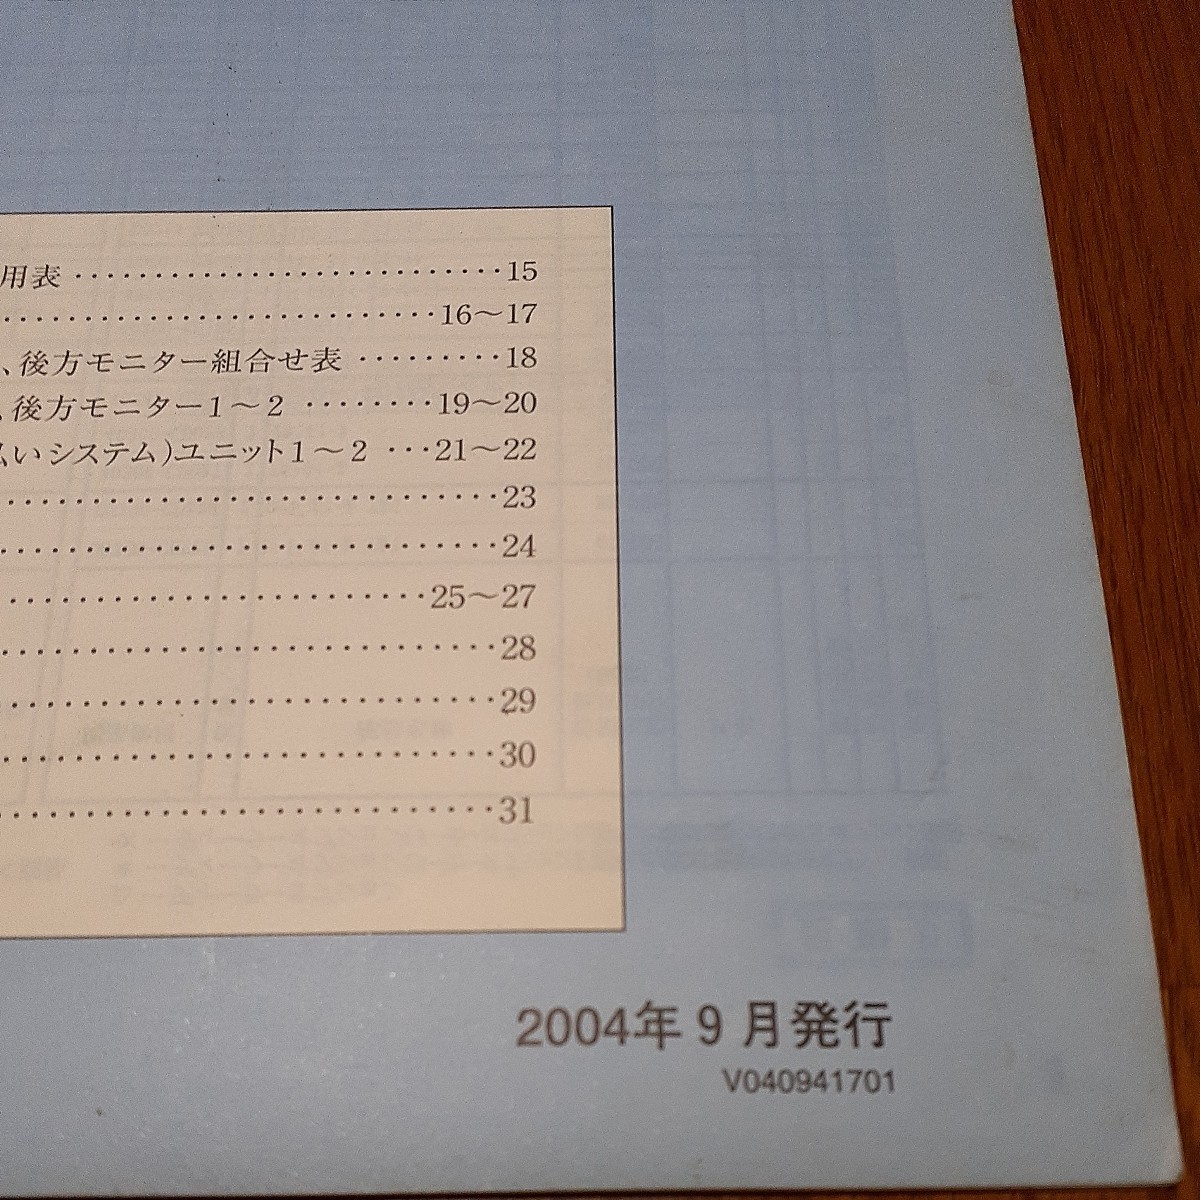 用表 ·····························15
·····························16～17
、後方モニター組合せ表 ·········18
、後方モニター1～2 ········19～20
払いシステム)ユニット1～2 ···21～22
·································23
·································24
····························25～27
·································28
·································29
·································30
·································31
2004年9月発行
V040941701